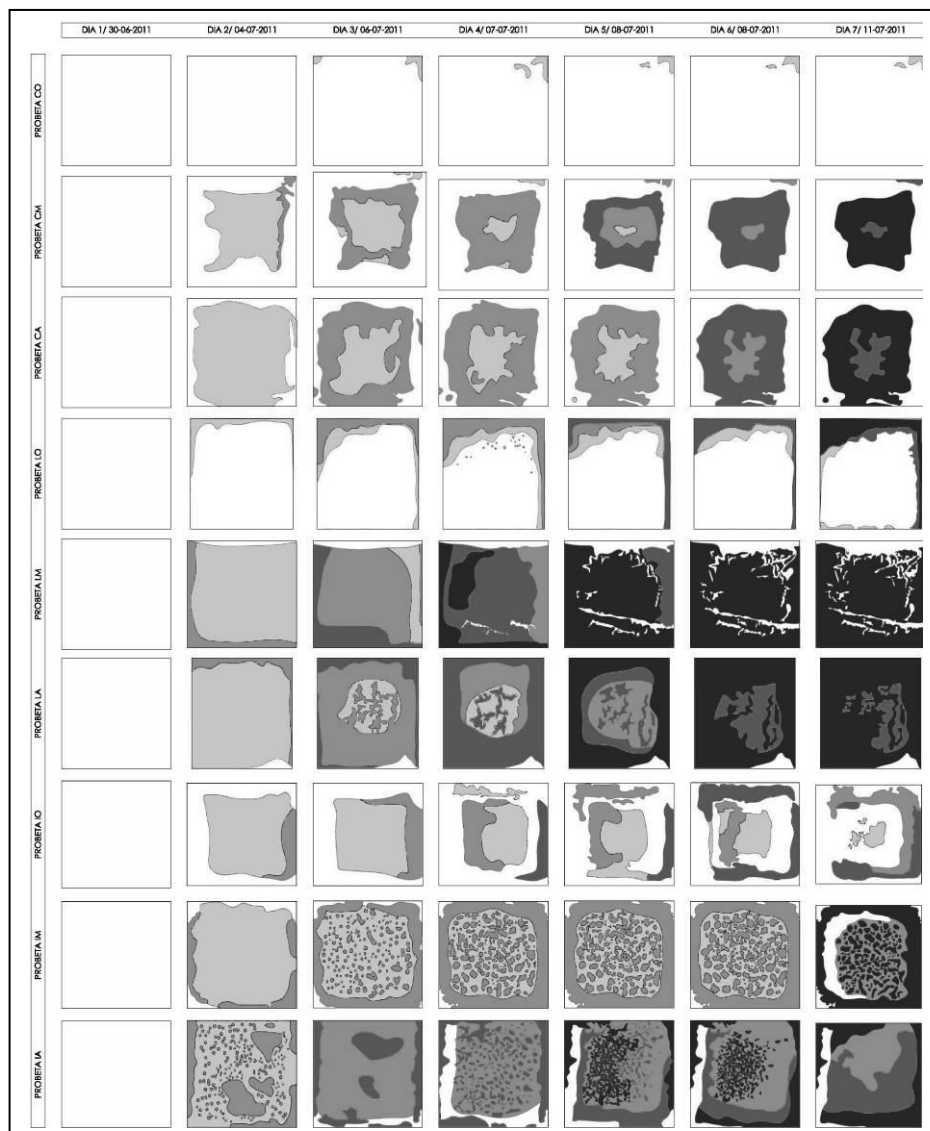 DIA 1/ 30-06-2011
DIA 2/ 04-07-2011
DIA 3/ 06-07-2011
DIA 4/ 07-07-2011
DIA 5/ 08-07-2011
DIA 6/ 08-07-2011
DIA 7/ 11-07-2011
PROBETA CO
PROBETA CM
PROBETA CA
PROBETA LO
PROBETA LM
PROBETA LA
PROBETA IO
PROBETA IM
PROBETA IA